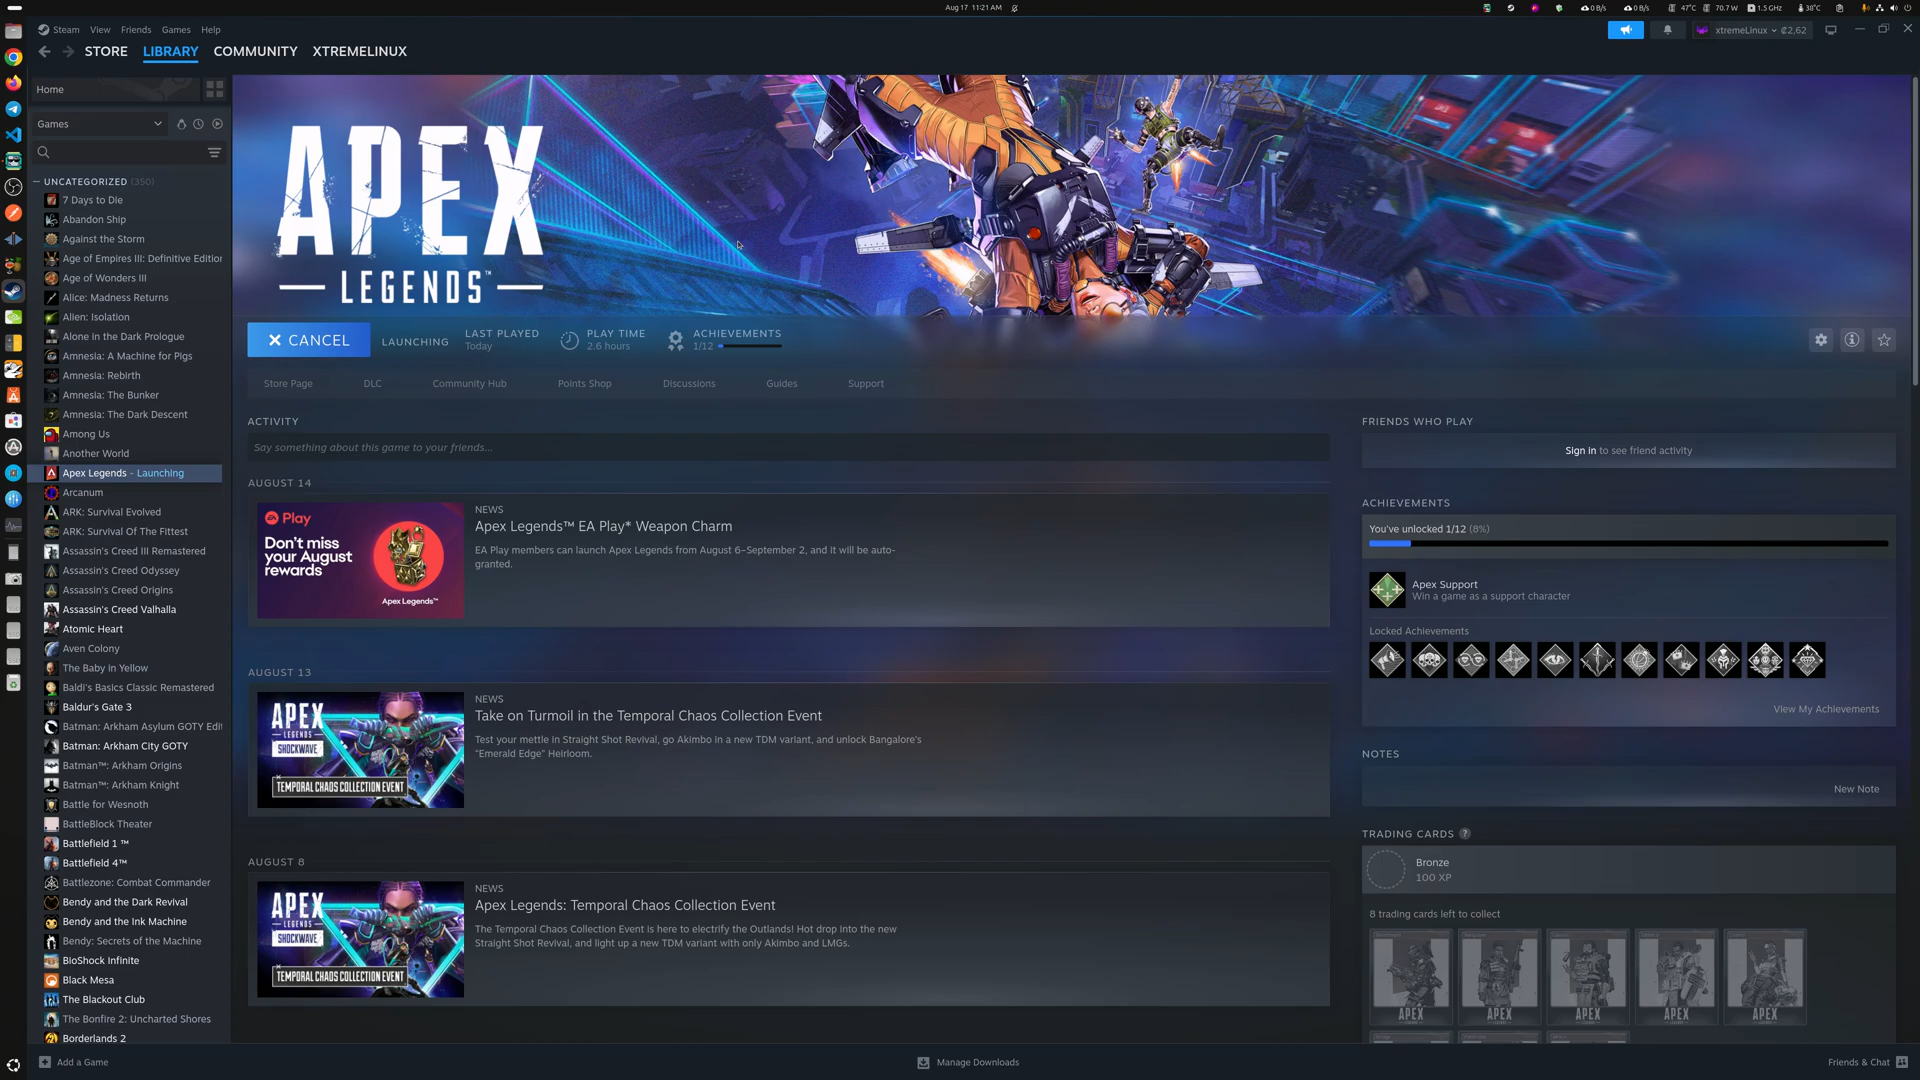 Aug 17 11:21 AM
0 B/s
0 B/s
47°C
70.7 W
1.5 GHz
38°C
Steam View Friends Games Help
xtremeLinux ₡2,62
STORE LIBRARY COMMUNITY XTREMELINUX
Home
Games
UNCATEGORIZED (350)
7 Days to Die
Abandon Ship
Against the Storm
Age of Empires III: Definitive Edition
Age of Wonders III
Alice: Madness Returns
Alien: Isolation
Alone in the Dark Prologue
Amnesia: A Machine for Pigs
Amnesia: Rebirth
Amnesia: The Bunker
Amnesia: The Dark Descent
Among Us
Another World
Apex Legends - Launching
Arcanum
ARK: Survival Evolved
ARK: Survival Of The Fittest
Assassin's Creed III Remastered
Assassin's Creed Odyssey
Assassin's Creed Origins
Assassin's Creed Valhalla
Atomic Heart
Aven Colony
The Baby in Yellow
Baldi's Basics Classic Remastered
Baldur's Gate 3
Batman: Arkham Asylum GOTY Edit
Batman: Arkham City GOTY
Batman™: Arkham Origins
Batman™: Arkham Knight
Battle for Wesnoth
BattleBlock Theater
Battlefield 1 ™
Battlefield 4™
Battlezone: Combat Commander
Bendy and the Dark Revival
Bendy and the Ink Machine
Bendy: Secrets of the Machine
BioShock Infinite
Black Mesa
The Blackout Club
The Bonfire 2: Uncharted Shores
Borderlands 2
Add a Game
APEX
LEGENDS™
CANCEL
LAUNCHING
LAST PLAYED
Today
PLAY TIME
2.6 hours
ACHIEVEMENTS
1/12
Store Page
DLC
Community Hub
Points Shop
Discussions
Guides
Support
ACTIVITY
Say something about this game to your friends...
AUGUST 14
EA Play
Don't miss
your August
rewards
Apex Legends™
NEWS
Apex Legends™ EA Play* Weapon Charm
EA Play members can launch Apex Legends from August 6–September 2, and it will be auto-
granted.
AUGUST 13
APEX
LEGENDS
SHOCKWAVE
TEMPORAL CHAOS COLLECTION EVENT
NEWS
Take on Turmoil in the Temporal Chaos Collection Event
Test your mettle in Straight Shot Revival, go Akimbo in a new TDM variant, and unlock Bangalore's
"Emerald Edge" Heirloom.
AUGUST 8
APEX
LEGENDS
SHOCKWAVE
TEMPORAL CHAOS COLLECTION EVENT
NEWS
Apex Legends: Temporal Chaos Collection Event
The Temporal Chaos Collection Event is here to electrify the Outlands! Hot drop into the new
Straight Shot Revival, and light up a new TDM variant with only Akimbo and LMGs.
Manage Downloads
FRIENDS WHO PLAY
Sign in to see friend activity
ACHIEVEMENTS
You've unlocked 1/12 (8%)
Apex Support
Win a game as a support character
Locked Achievements
View My Achievements
NOTES
New Note
TRADING CARDS ?
Bronze
100 XP
8 trading cards left to collect
APEX
APEX
APEX
APEX
APEX
Friends & Chat